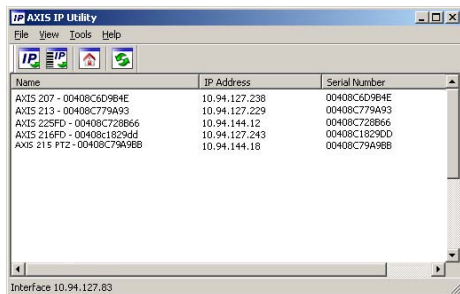 IP AXIS IP Utility
File View Tools Help
IP IP
Name IP Address Serial Number
AXIS 207 - 00408C6D9B4E 10.94.127.238 00408C6D9B4E
AXIS 213 - 00408C779A93 10.94.127.229 00408C779A93
AXIS 225FD - 00408C728B66 10.94.144.12 00408C728B66
AXIS 216FD - 00408c1829dd 10.94.127.243 00408C1829DD
AXIS 215 PTZ - 00408C79A9BB 10.94.144.18 00408C79A9BB
Interface 10.94.127.83